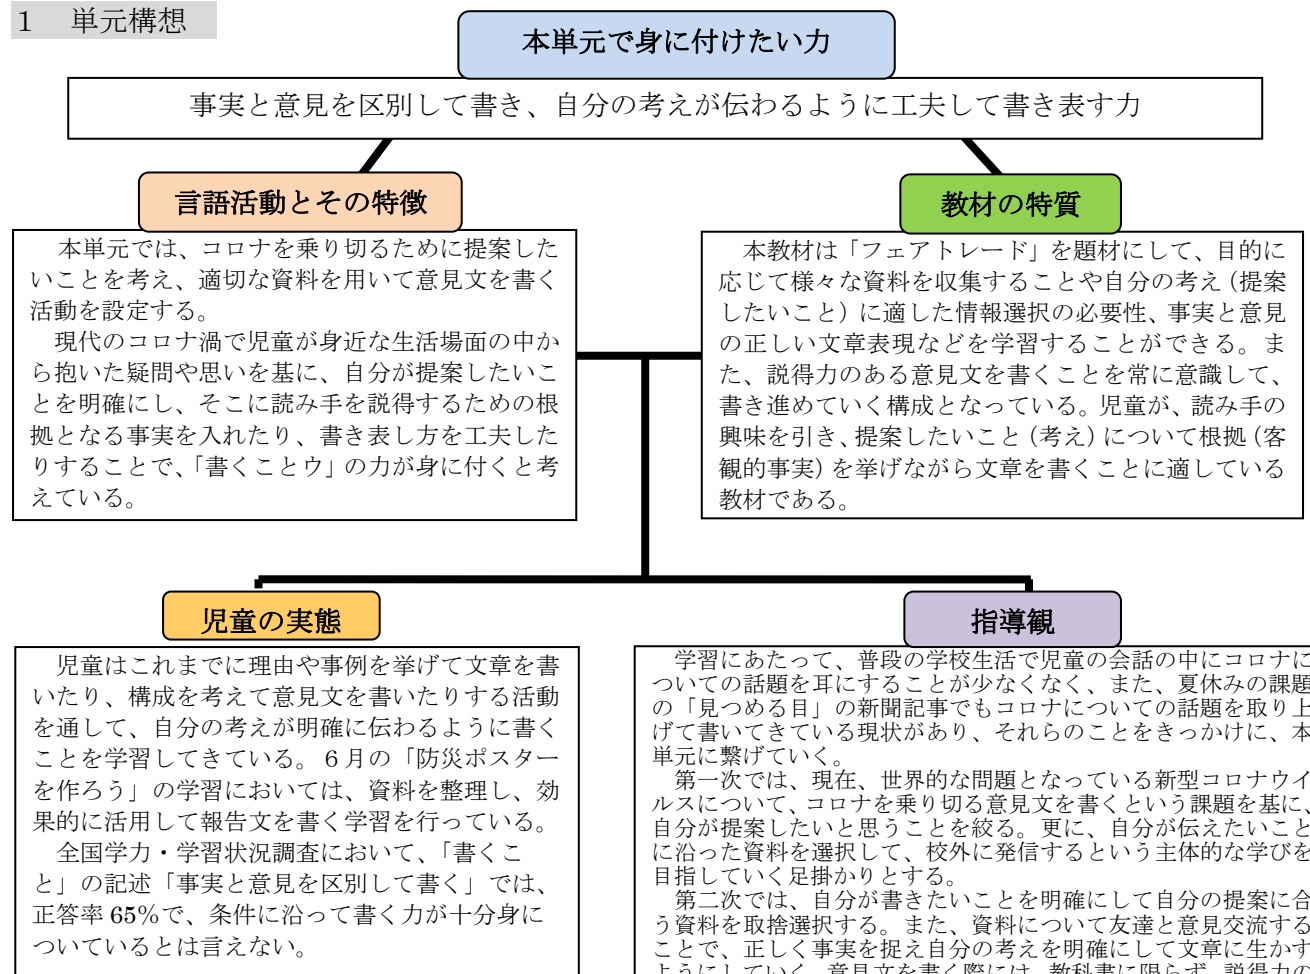 1　単元構想
本単元で身に付けたい力
事実と意見を区別して書き、自分の考えが伝わるように工夫して書き表す力
言語活動とその特徴
　本単元では、コロナを乗り切るために提案した
いことを考え、適切な資料を用いて意見文を書く
活動を設定する。
　現代のコロナ渦で児童が身近な生活場面の中か
ら抱いた疑問や思いを基に、自分が提案したいこ
とを明確にし、そこに読み手を説得するための根
拠となる事実を入れたり、書き表し方を工夫した
りすることで、「書くことウ」の力が身に付くと考
えている。
教材の特質
　本教材は「フェアトレード」を題材にして、目的に
応じて様々な資料を収集することや自分の考え（提案
したいこと）に適した情報選択の必要性、事実と意見
の正しい文章表現などを学習することができる。ま
た、説得力のある意見文を書くことを常に意識して、
書き進めていく構成となっている。児童が、読み手の
興味を引き、提案したいこと（考え）について根拠（客
観的事実）を挙げながら文章を書くことに適している
教材である。
児童の実態
　児童はこれまでに理由や事例を挙げて文章を書
いたり、構成を考えて意見文を書いたりする活動
を通して、自分の考えが明確に伝わるように書く
ことを学習してきている。６月の「防災ポスター
を作ろう」の学習においては、資料を整理し、効
果的に活用して報告文を書く学習を行っている。
　全国学力・学習状況調査において、「書くこ
と」の記述「事実と意見を区別して書く」では、
正答率 65%で、条件に沿って書く力が十分身に
ついているとは言えない。
指導観
　学習にあたって、普段の学校生活で児童の会話の中にコロナに
ついての話題を耳にすることが少なくなく、また、夏休みの課題
の「見つめる目」の新聞記事でもコロナについての話題を取り上
げて書いてきている現状があり、それらのことをきっかけに、本
単元に繋げていく。
　第一次では、現在、世界的な問題となっている新型コロナウイ
ルスについて、コロナを乗り切る意見文を書くという課題を基に、
自分が提案したいと思うことを絞る。更に、自分が伝えたいこと
に沿った資料を選択して、校外に発信するという主体的な学びを
目指していく足掛かりとする。
　第二次では、自分が書きたいことを明確にして自分の提案に合
う資料を取捨選択する。また、資料について友達と意見交流する
ことで、正しく事実を捉え自分の考えを明確にして文章に生かす
ようにしていく。意見文を書く際には、教科書に限らず、説得力の